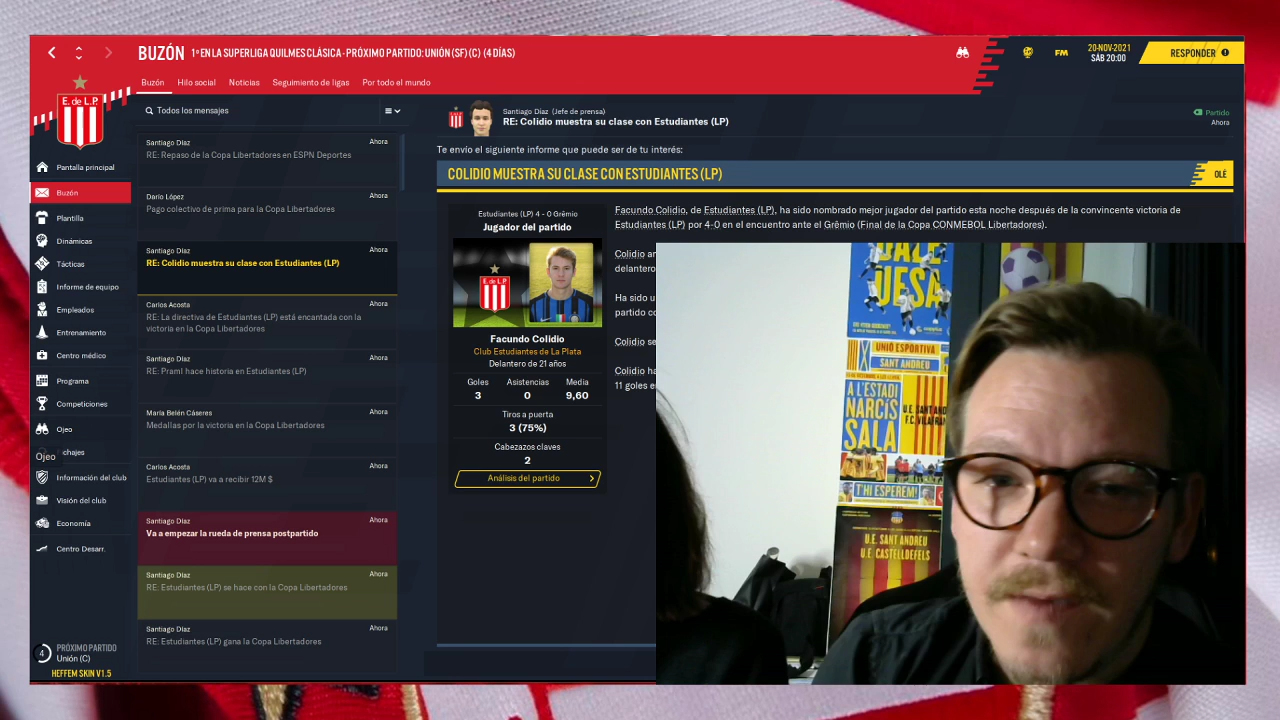 BUZÓN 1º EN LA SUPERLIGA QUILMES CLÁSICA - PRÓXIMO PARTIDO: UNIÓN (SF) (C) (4 DÍAS)
FM
20-NOV-2021
SÁB 20:00
RESPONDER
Buzón Hilo social Noticias Seguimiento de ligas Por todo el mundo
E. de L.P.
Pantalla principal
Buzón
Plantilla
Dinámicas
Tácticas
Informe de equipo
Empleados
Entrenamiento
Centro médico
Programa
Competiciones
Ojeo
Ojeo
chajes
Información del club
Visión del club
Economía
Centro Desarr.
4
PRÓXIMO PARTIDO
Unión (C)
HEFFEM SKIN V1.5
Todos los mensajes
Santiago Díaz Ahora
RE: Repaso de la Copa Libertadores en ESPN Deportes
Darío López Ahora
Pago colectivo de prima para la Copa Libertadores
Santiago Díaz Ahora
RE: Colidio muestra su clase con Estudiantes (LP)
Carlos Acosta Ahora
RE: La directiva de Estudiantes (LP) está encantada con la
victoria en la Copa Libertadores
Santiago Díaz Ahora
RE: Praml hace historia en Estudiantes (LP)
María Belén Cáseres Ahora
Medallas por la victoria en la Copa Libertadores
Carlos Acosta Ahora
Estudiantes (LP) va a recibir 12M $
Santiago Díaz Ahora
Va a empezar la rueda de prensa postpartido
Santiago Díaz Ahora
RE: Estudiantes (LP) se hace con la Copa Libertadores
Santiago Díaz Ahora
RE: Estudiantes (LP) gana la Copa Libertadores
Santiago Díaz (Jefe de prensa)
RE: Colidio muestra su clase con Estudiantes (LP)
Partido
Ahora
Te envío el siguiente informe que puede ser de tu interés:
COLIDIO MUESTRA SU CLASE CON ESTUDIANTES (LP)
OLÉ
Estudiantes (LP) 4 - 0 Grêmio
Jugador del partido
E. de L.P.
Facundo Colidio
Club Estudiantes de La Plata
Delantero de 21 años
Goles Asistencias Media
3 0 9,60
Tiros a puerta
3 (75%)
Cabezazos claves
2
Análisis del partido
Facundo Colidio, de Estudiantes (LP), ha sido nombrado mejor jugador del partido esta noche después de la convincente victoria de
Estudiantes (LP) por 4-0 en el encuentro ante el Grêmio (Final de la Copa CONMEBOL Libertadores).
Colidio
delantero
Ha sido
partido
Colidio
Colidio
11 goles
UNIÓ ESPORTIVA
SANT ANDREU
A L'ESTADI
NARCÍS
SALA
T'HI ESPEREM!
U.E. SANT ANDREU
U.E. CASTELLDEFELS